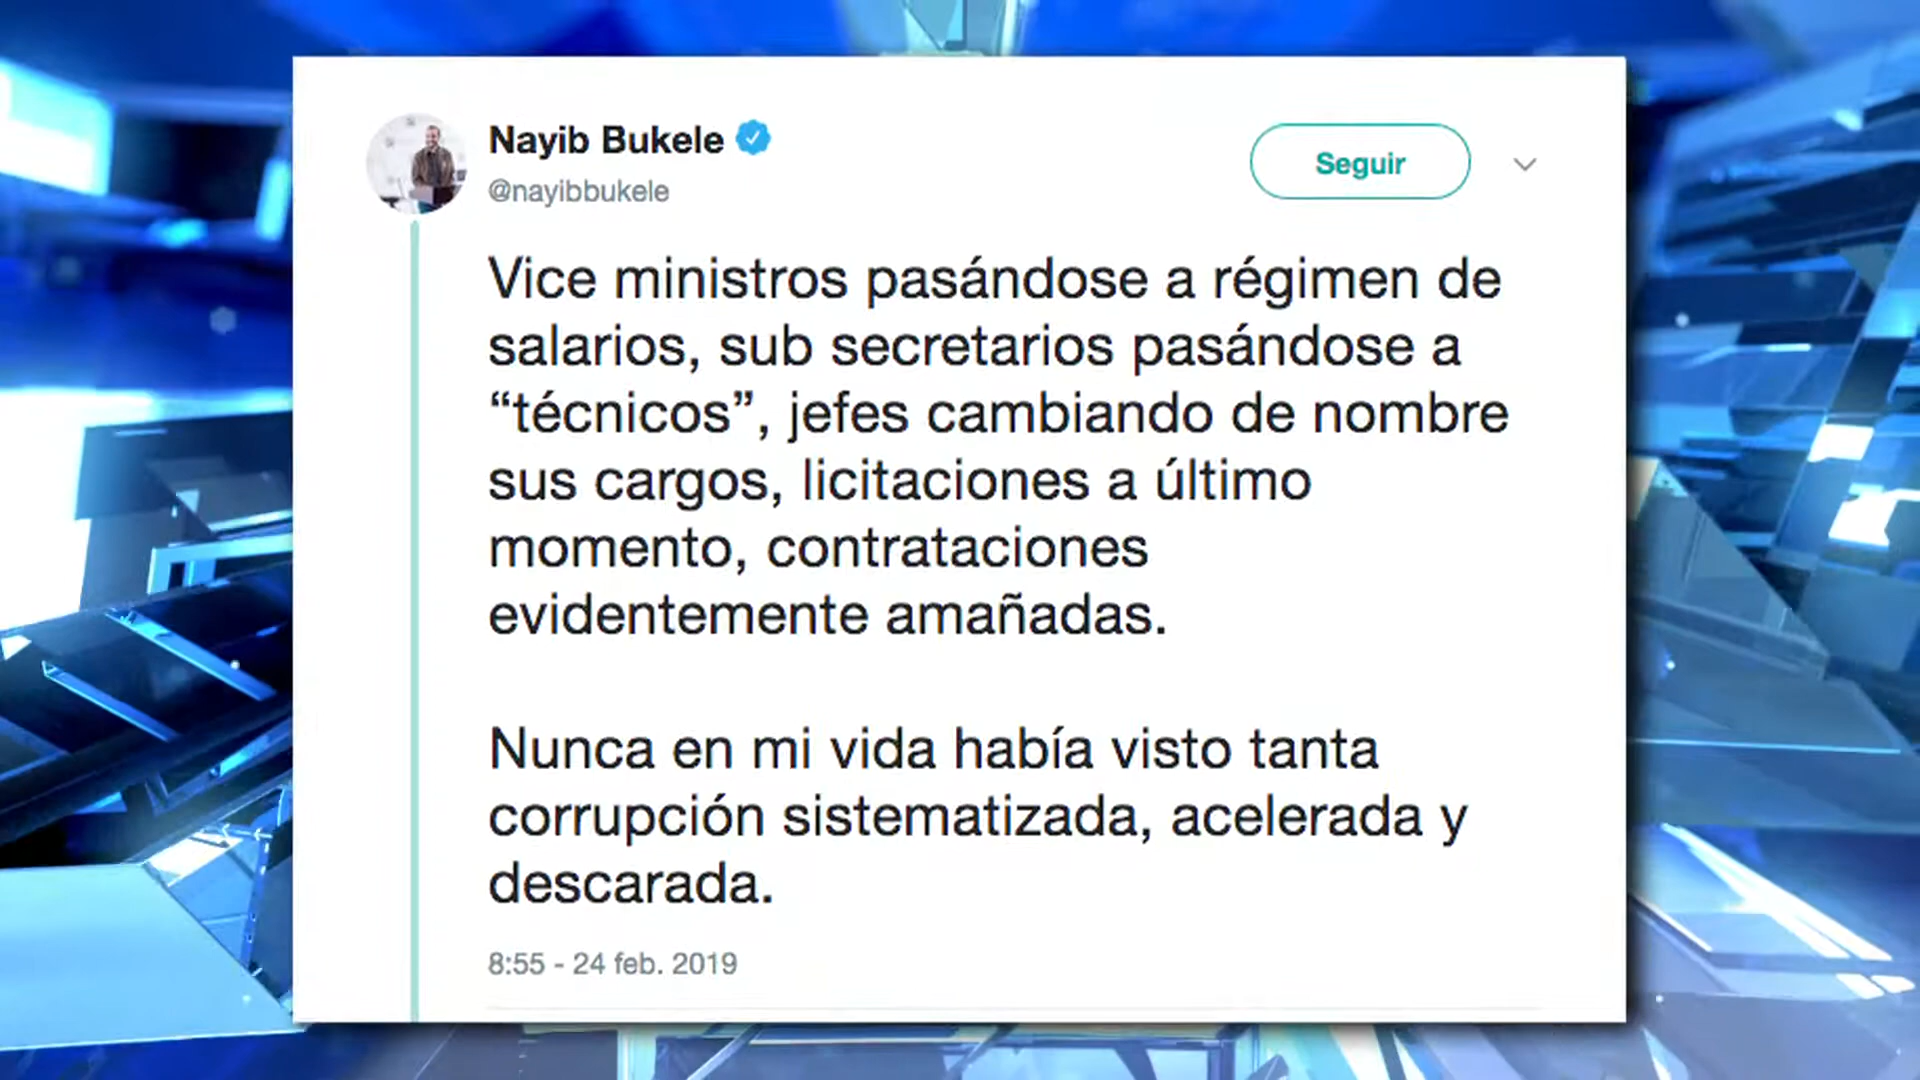 Nayib Bukele
@nayibbukele
Seguir
Vice ministros pasándose a régimen de
salarios, sub secretarios pasándose a
“técnicos”, jefes cambiando de nombre
sus cargos, licitaciones a último
momento, contrataciones
evidentemente amañadas.
Nunca en mi vida había visto tanta
corrupción sistematizada, acelerada y
descarada.
8:55 - 24 feb. 2019